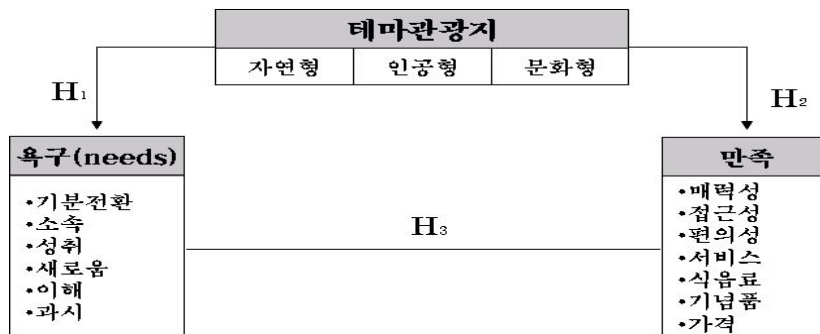 테마관광지
자연형 인공형 문화형
H₁
H₂
욕구(needs)
•기분전환
•소속
•성취
•새로움
•이해
•과시
H₃
만족
•매력성
•접근성
•편의성
•서비스
•식음료
•기념품
•가격